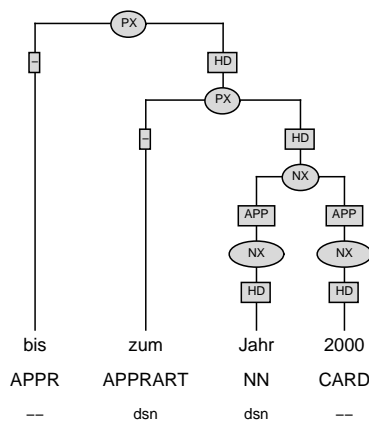 PX
– HD
PX
– HD
NX
APP APP
NX NX
HD HD
bis zum Jahr 2000
APPR APPRART NN CARD
–– dsn dsn ––